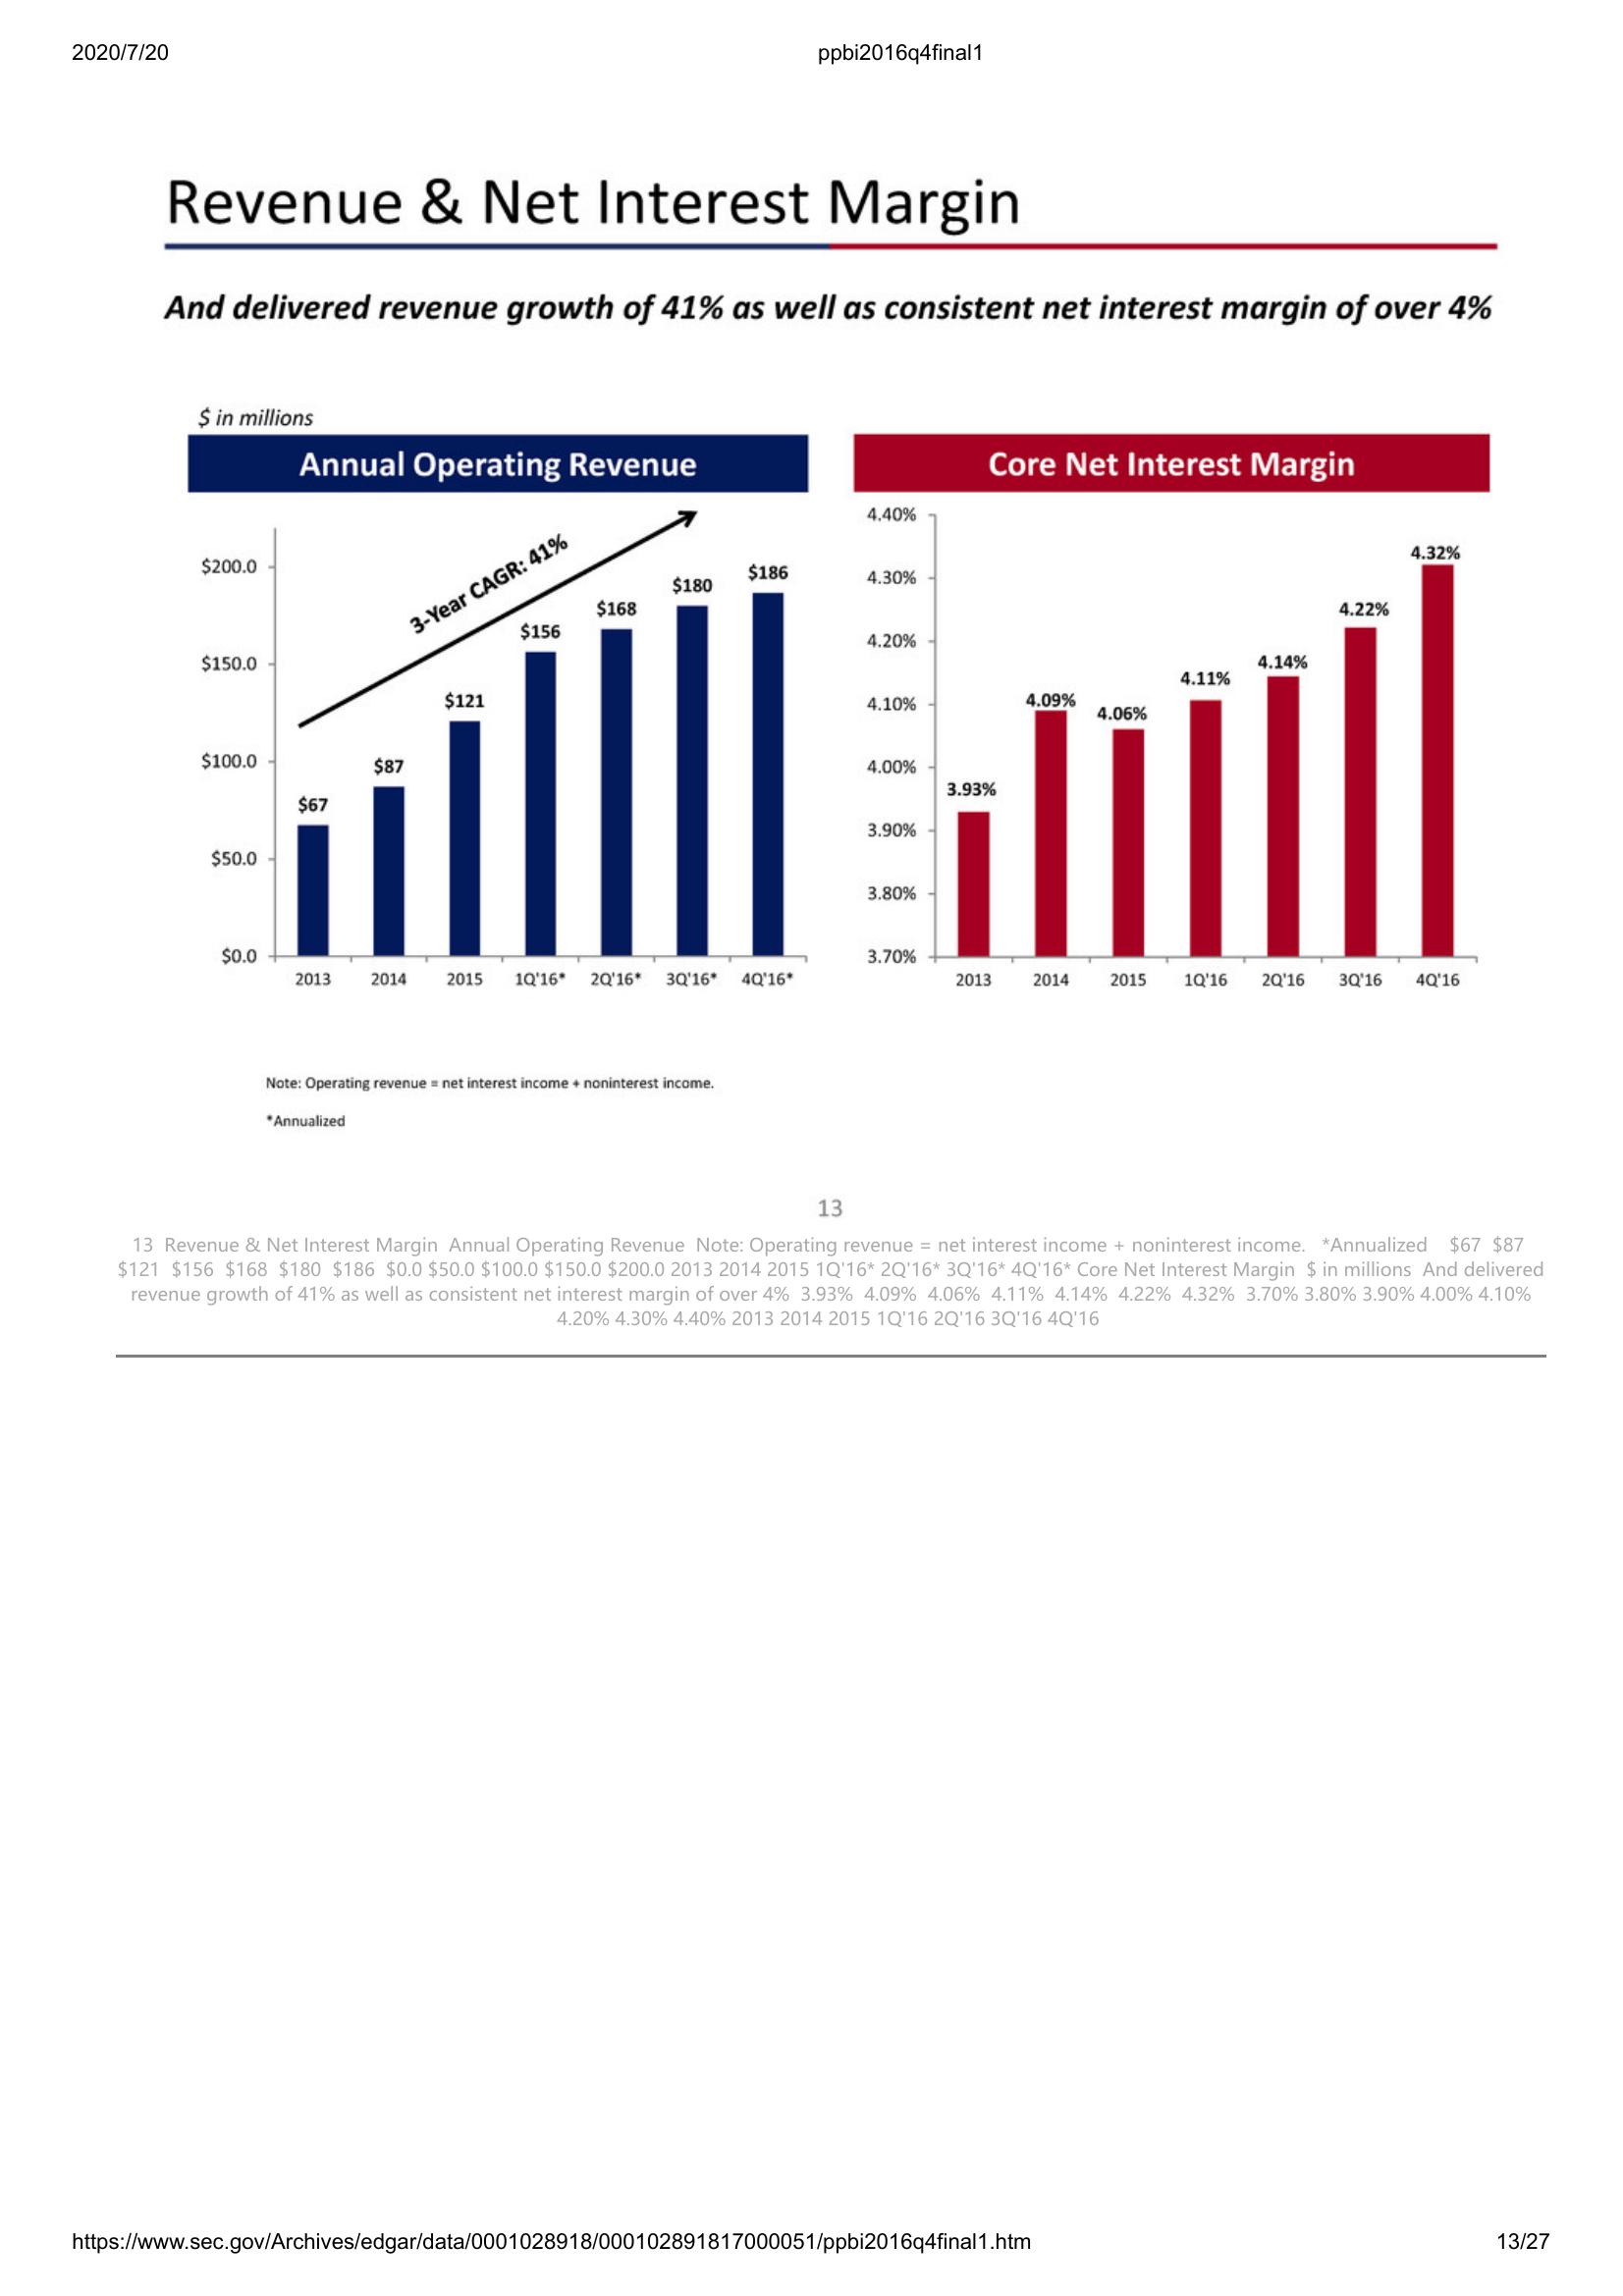 2020/7/20
ppbi2016q4final1
Revenue & Net Interest Margin
And delivered revenue growth of 41% as well as consistent net interest margin of over 4%
$ in millions
Annual Operating Revenue
3-Year CAGR: 41%
$200.0
$150.0
$100.0
$50.0
$0.0
$67
$87
$121
$156
$168
$180
$186
2013
2014
2015
1Q'16*
2Q'16*
3Q'16*
4Q'16*
Core Net Interest Margin
4.40%
4.30%
4.20%
4.10%
4.00%
3.90%
3.80%
3.70%
3.93%
4.09%
4.06%
4.11%
4.14%
4.22%
4.32%
2013
2014
2015
1Q'16
2Q'16
3Q'16
4Q'16
Note: Operating revenue = net interest income + noninterest income.
*Annualized
13
13 Revenue & Net Interest Margin Annual Operating Revenue Note: Operating revenue = net interest income + noninterest income. *Annualized $67 $87
$121 $156 $168 $180 $186 $0.0 $50.0 $100.0 $150.0 $200.0 2013 2014 2015 1Q'16* 2Q'16* 3Q'16* 4Q'16* Core Net Interest Margin $ in millions And delivered
revenue growth of 41% as well as consistent net interest margin of over 4% 3.93% 4.09% 4.06% 4.11% 4.14% 4.22% 4.32% 3.70% 3.80% 3.90% 4.00% 4.10%
4.20% 4.30% 4.40% 2013 2014 2015 1Q'16 2Q'16 3Q'16 4Q'16
https://www.sec.gov/Archives/edgar/data/0001028918/000102891817000051/ppbi2016q4final1.htm
13/27